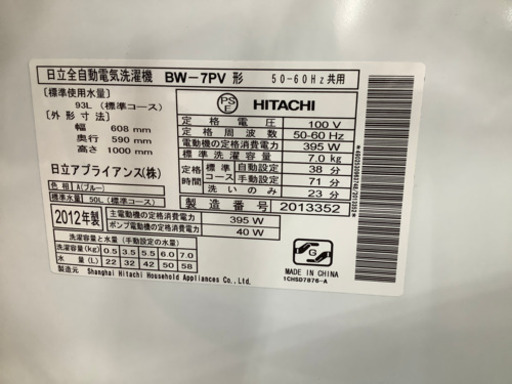 日立全自動電気洗濯機 BW-7PV 形 50-60Hz共用
[標準使用水量]
93L (標準コース)
[外形寸法]
幅 608 mm
奥行 590 mm
高さ 1000 mm
日立アプライアンス(株)
色相 A(ブルー)
標準水量 50L (標準コース)
2012年製
PSE HITACHI
定格電圧 100 V
定格周波数 50-60 Hz
電動機の定格消費電力 395 W
標準洗濯容量 7.0 kg
定格時間 標準コース 標準自動 38 分
手動設定 71 分
洗いのみ 23 分
製造番号 2013352
主電動機の定格消費電力 395 W
ポンプ電動機の定格消費電力 40 W
洗濯容量と水量 (手動設定の水量)
洗濯容量(kg) 0.5 3.5 5.5 6.0 7.0
水量(L) 22 32 42 50 58
製造元 Shanghai Hitachi Household Appliances Co.,Ltd.
G
MADE IN CHINA
1CHSD7876-A